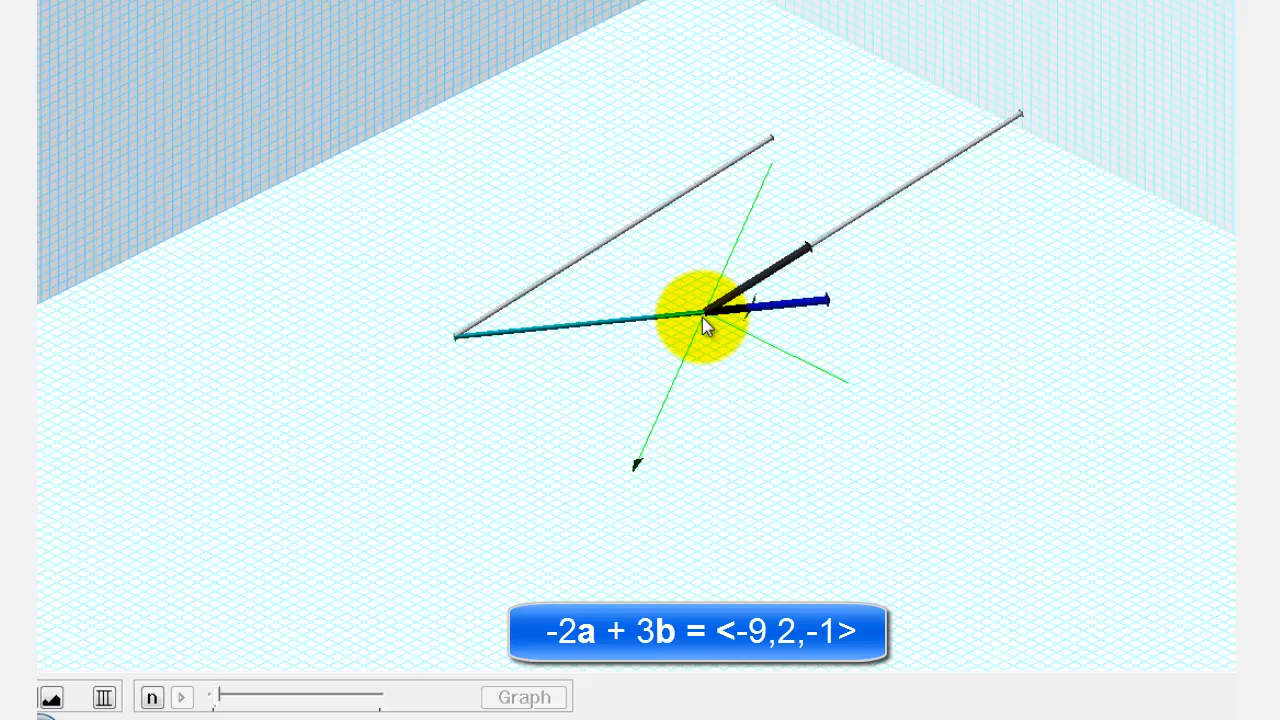 -2a + 3b = <-9,2,-1>
n
Graph